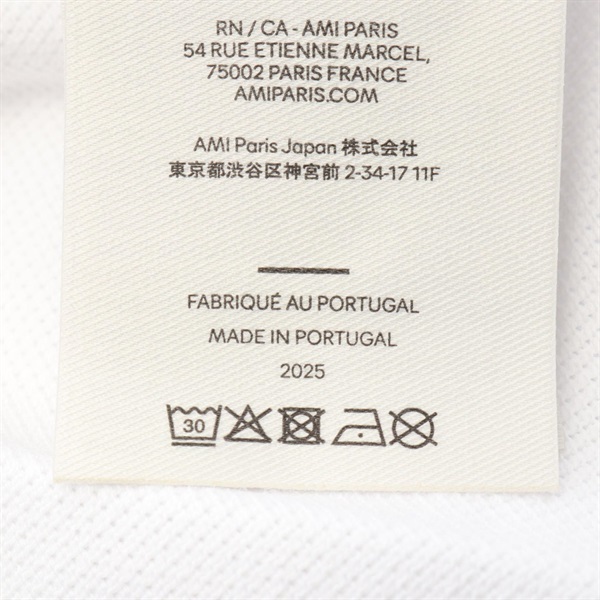 RN / CA - AMI PARIS
54 RUE ETIENNE MARCEL,
75002 PARIS FRANCE
AMIPARIS.COM
AMI Paris Japan 株式会社
東京都渋谷区神宮前 2-34-17 11F
FABRIQUÉ AU PORTUGAL
MADE IN PORTUGAL
2025
30